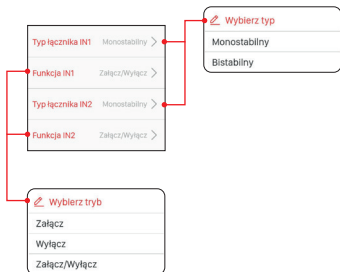 Typ łącznika IN1 Monostabilny
Funkcja IN1 Załącz/Wyłącz
Typ łącznika IN2 Monostabilny
Funkcja IN2 Załącz/Wyłącz
Wybierz typ
Monostabilny
Bistabilny
Wybierz tryb
Załącz
Wyłącz
Załącz/Wyłącz